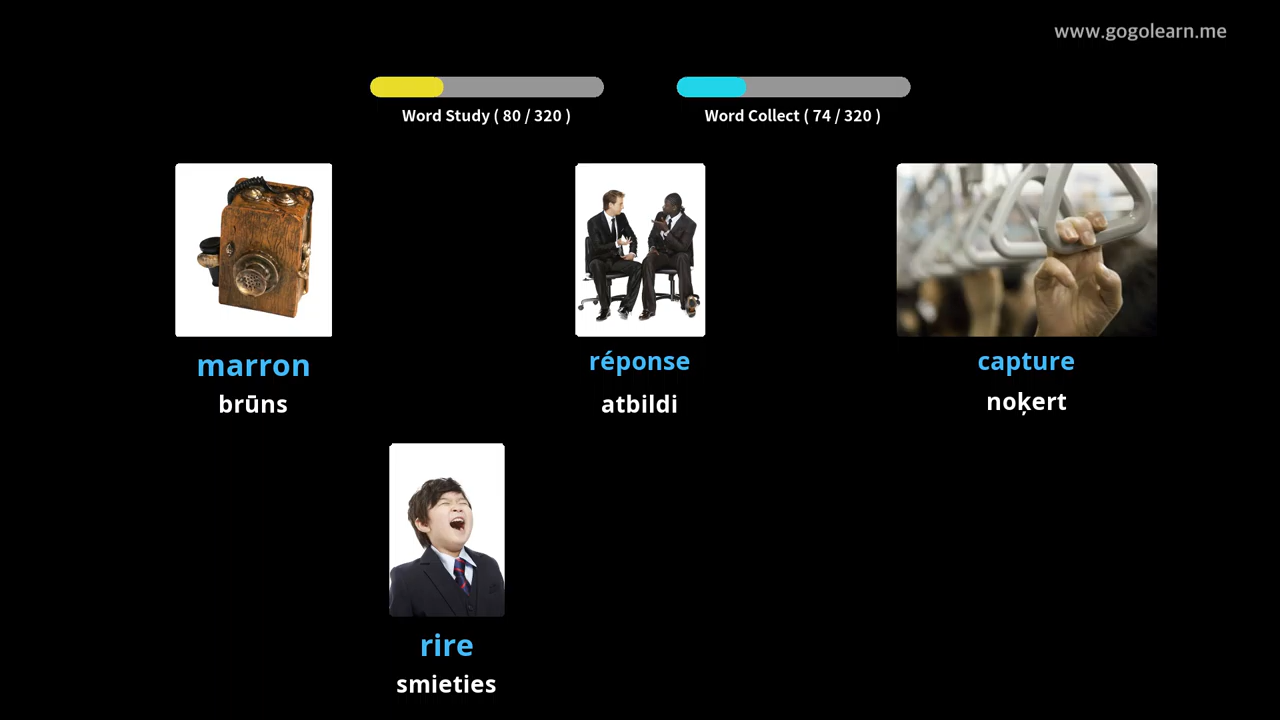 www.gogolearn.me
Word Study ( 80 / 320 )
Word Collect ( 74 / 320 )
marron
brūns
réponse
atbildi
capture
noķert
rire
smieties